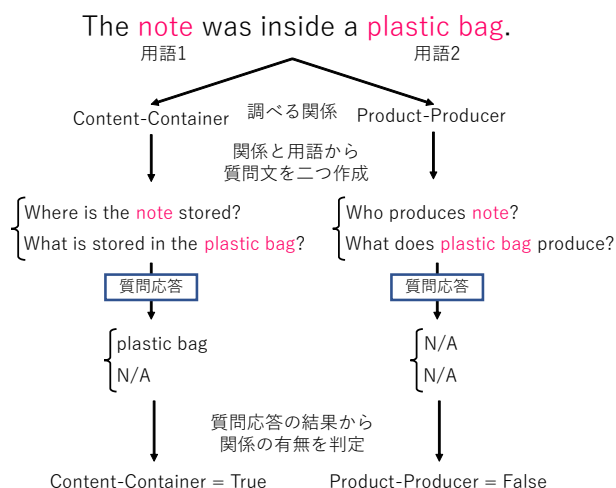 The note was inside a plastic bag.
用語1 用語2
Content-Container 調べる関係 Product-Producer
関係と用語から
質問文を二つ作成
Where is the note stored? Who produces note?
What is stored in the plastic bag? What does plastic bag produce?
質問応答 質問応答
plastic bag N/A
N/A N/A
質問応答の結果から
関係の有無を判定
Content-Container = True Product-Producer = False